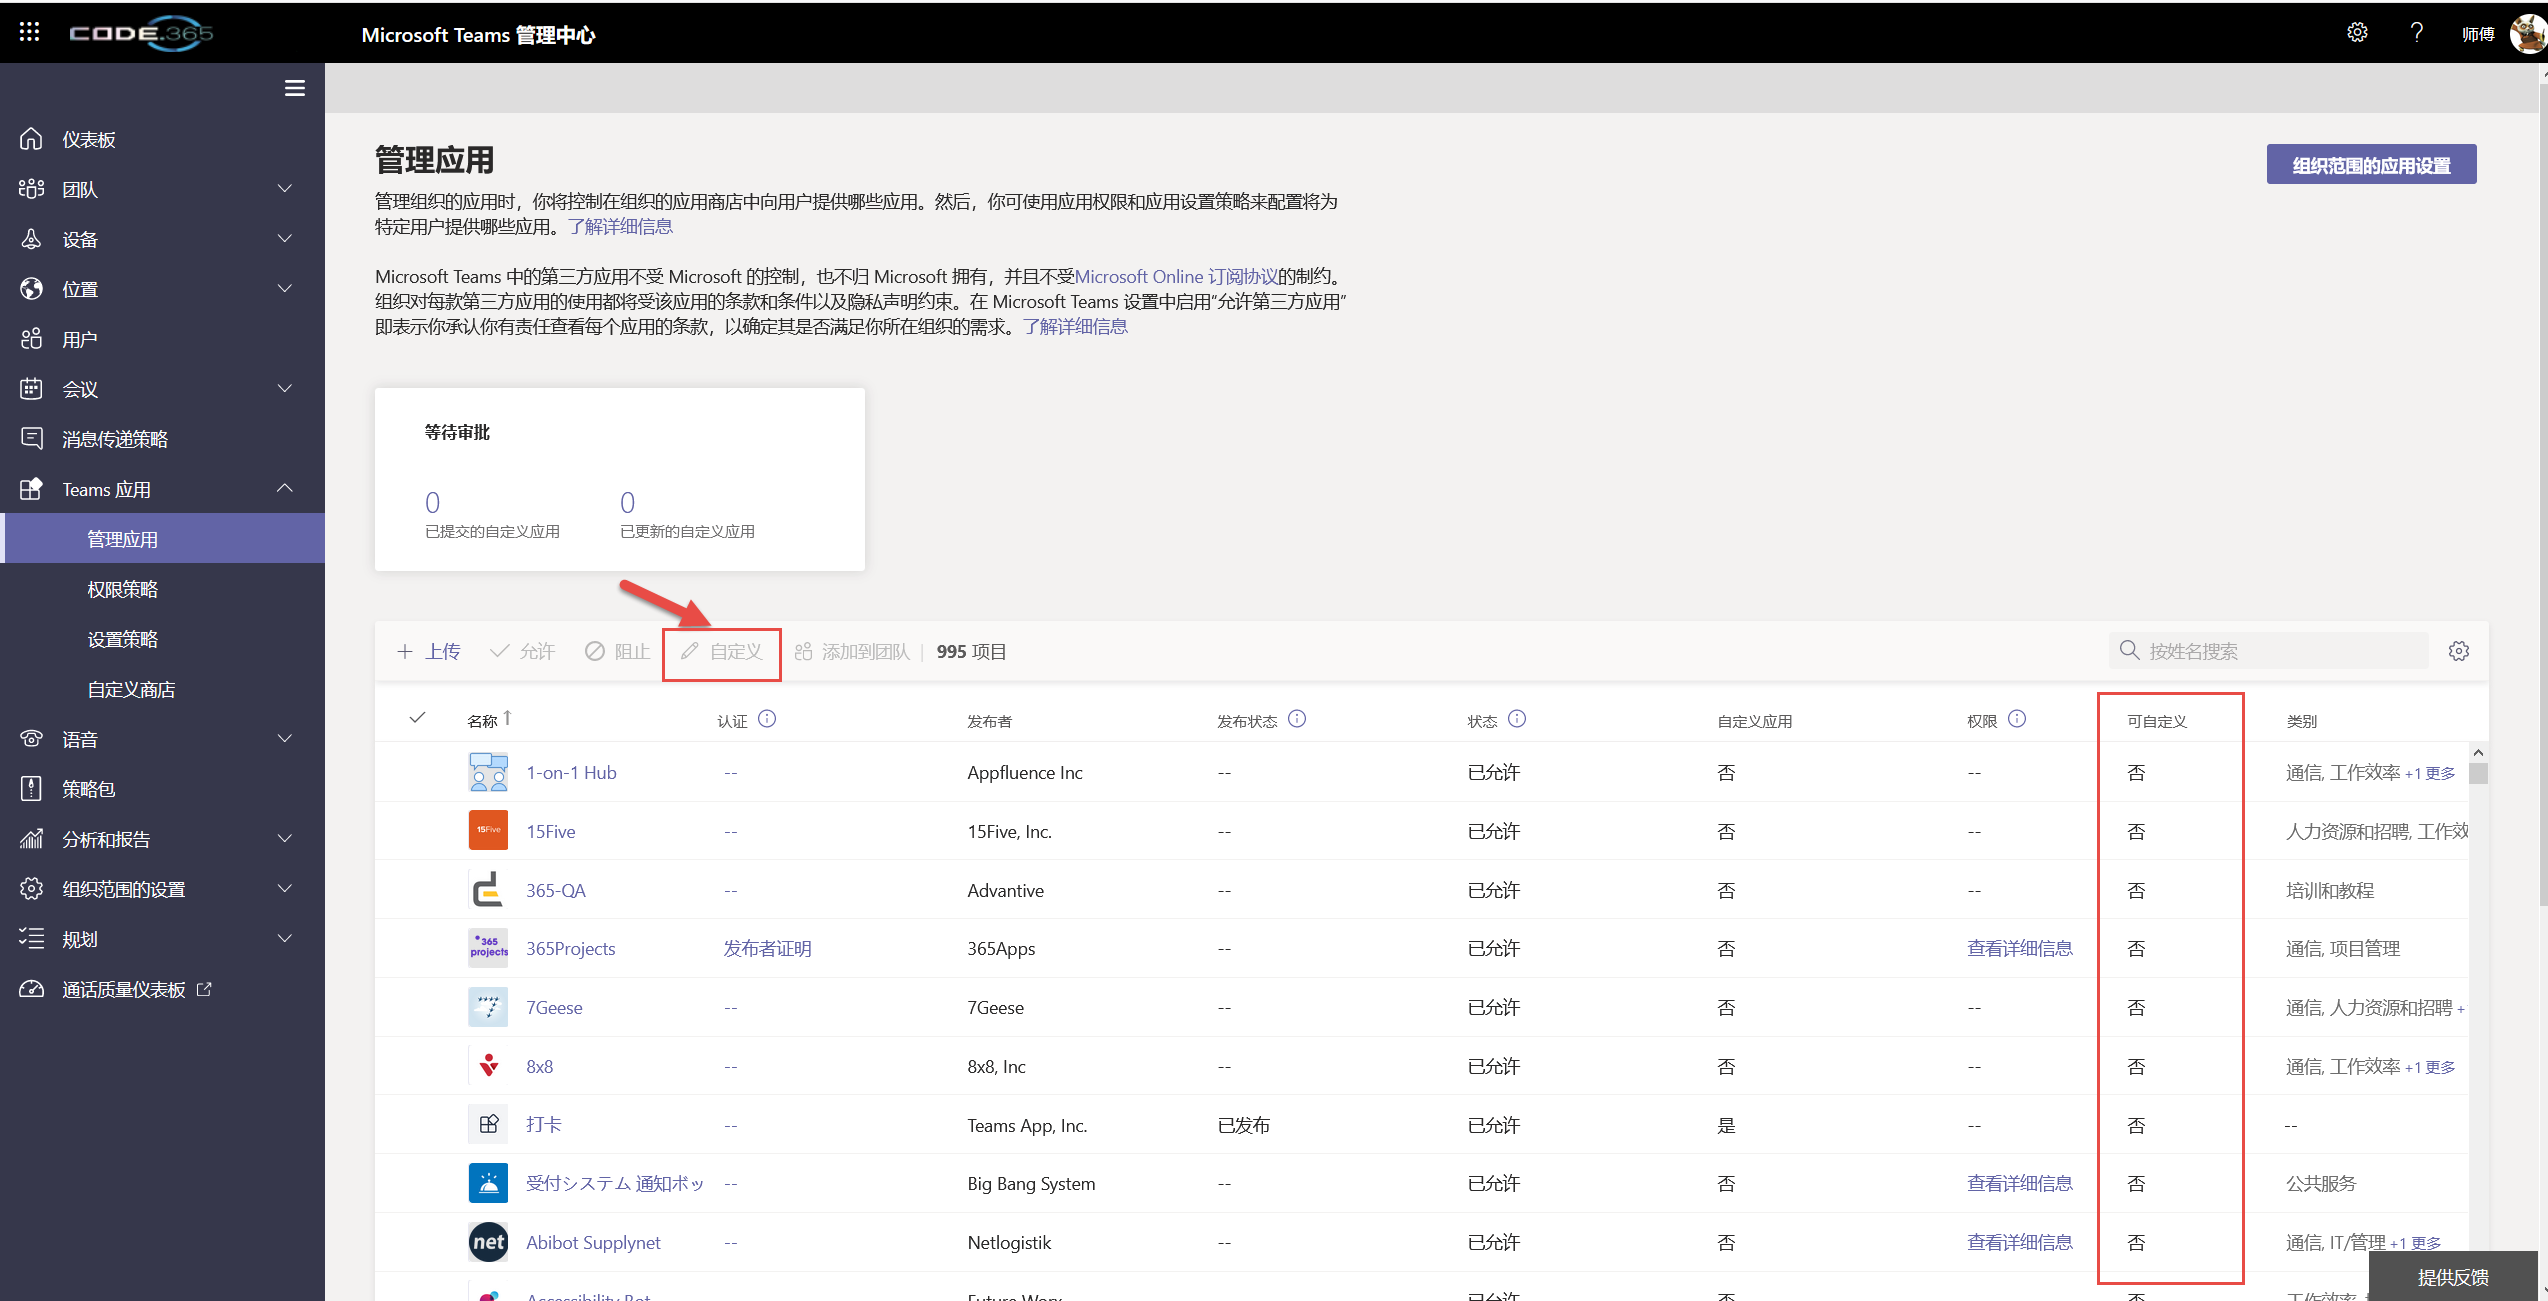 CODE.365
Microsoft Teams 管理中心
师傅
仪表板
团队
设备
位置
用户
会议
消息传递策略
Teams 应用
管理应用
权限策略
设置策略
自定义商店
语音
策略包
分析和报告
组织范围的设置
规划
通话质量仪表板
管理应用
组织范围的应用设置
管理组织的应用时，你将控制在组织的应用商店中向用户提供哪些应用。然后，你可使用应用权限和应用设置策略来配置将为
特定用户提供哪些应用。了解详细信息
Microsoft Teams 中的第三方应用不受 Microsoft 的控制，也不归 Microsoft 拥有，并且不受Microsoft Online 订阅协议的制约。
组织对每款第三方应用的使用都将受该应用的条款和条件以及隐私声明约束。在 Microsoft Teams 设置中启用“允许第三方应用”
即表示你承认你有责任查看每个应用的条款，以确定其是否满足你所在组织的需求。了解详细信息
等待审批
0 0
已提交的自定义应用 已更新的自定义应用
+ 上传 允许 阻止 自定义 添加到团队 | 995 项目 按姓名搜索
名称 ↑ 认证 发布者 发布状态 状态 自定义应用 权限 可自定义 类别
1-on-1 Hub -- Appfluence Inc -- 已允许 否 -- 否 通信, 工作效率 +1 更多
15Five 15Five -- 15Five, Inc. -- 已允许 否 -- 否 人力资源和招聘, 工作效
365-QA -- Advantive -- 已允许 否 -- 否 培训和教程
365 projects 365Projects 发布者证明 365Apps -- 已允许 否 查看详细信息 否 通信, 项目管理
7Geese -- 7Geese -- 已允许 否 -- 否 通信, 人力资源和招聘 +
8x8 -- 8x8, Inc -- 已允许 否 -- 否 通信, 工作效率 +1 更多
打卡 -- Teams App, Inc. 已发布 已允许 是 -- 否 --
受付システム 通知ボッ -- Big Bang System -- 已允许 否 查看详细信息 否 公共服务
net Abibot Supplynet -- Netlogistik -- 已允许 否 查看详细信息 否 通信, IT/管理 +1 更多
Accessibility Bot Future Worx 已允许 否 否 工作效率,
提供反馈